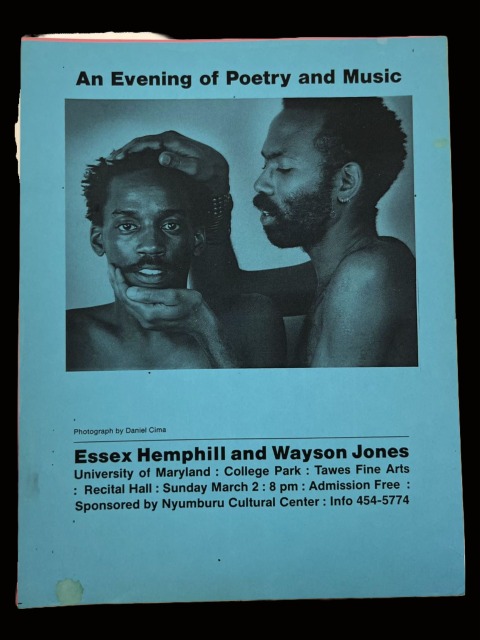 An Evening of Poetry and Music
Photograph by Daniel Cima
Essex Hemphill and Wayson Jones
University of Maryland : College Park : Tawes Fine Arts
: Recital Hall : Sunday March 2 : 8 pm : Admission Free :
Sponsored by Nyumburu Cultural Center : Info 454-5774